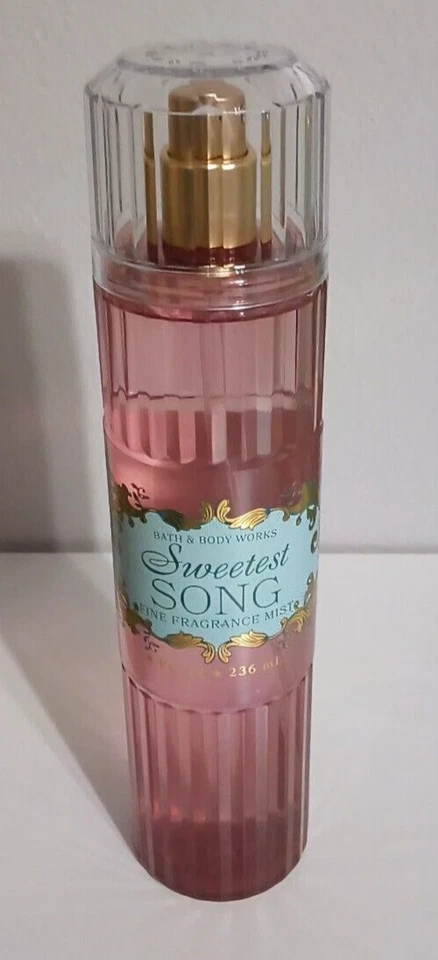 BATH & BODY WORKS
Sweetest
SONG
FINE FRAGRANCE MIST
236 mL